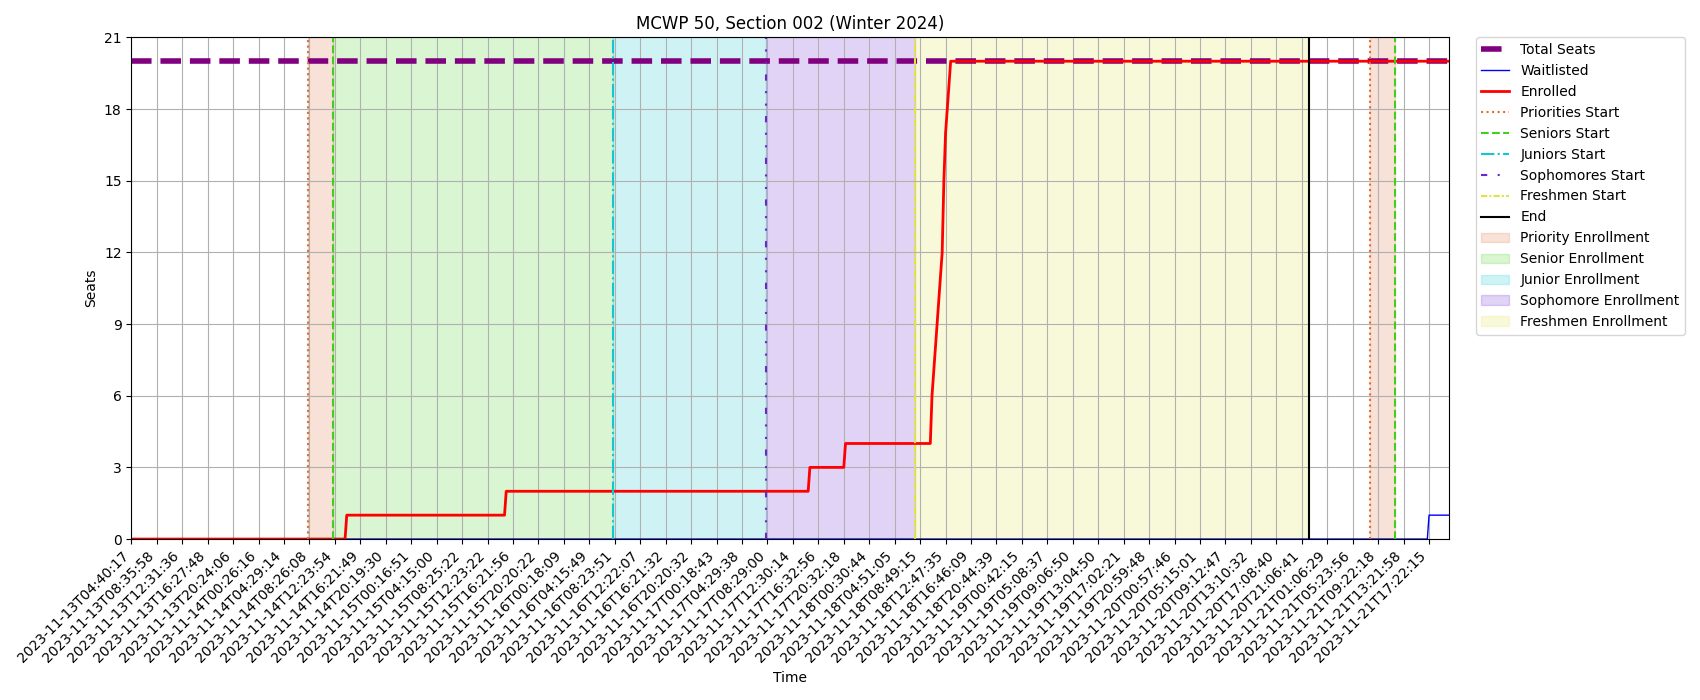 MCWP 50, Section 002 (Winter 2024)
21
18
15
12
9
6
3
0
Seats
2023-11-13T04:40:17
2023-11-13T08:35:58
2023-11-13T12:31:36
2023-11-13T16:27:48
2023-11-13T20:24:06
2023-11-14T00:26:16
2023-11-14T04:29:14
2023-11-14T08:26:08
2023-11-14T12:23:54
2023-11-14T16:21:49
2023-11-14T20:19:30
2023-11-15T00:16:51
2023-11-15T04:15:00
2023-11-15T08:25:22
2023-11-15T12:23:22
2023-11-15T16:21:56
2023-11-15T20:20:22
2023-11-16T00:18:09
2023-11-16T04:15:49
2023-11-16T08:23:51
2023-11-16T12:22:07
2023-11-16T16:21:32
2023-11-16T20:20:32
2023-11-17T00:18:43
2023-11-17T04:29:38
2023-11-17T08:29:00
2023-11-17T12:30:14
2023-11-17T16:32:56
2023-11-17T20:32:18
2023-11-18T00:30:44
2023-11-18T04:51:05
2023-11-18T08:49:15
2023-11-18T12:47:35
2023-11-18T16:46:09
2023-11-18T20:44:39
2023-11-19T00:42:15
2023-11-19T05:08:37
2023-11-19T09:06:50
2023-11-19T13:04:50
2023-11-19T17:02:21
2023-11-19T20:59:48
2023-11-20T00:57:46
2023-11-20T05:15:01
2023-11-20T09:12:47
2023-11-20T13:10:32
2023-11-20T17:08:40
2023-11-20T21:06:41
2023-11-21T01:06:29
2023-11-21T05:23:56
2023-11-21T09:22:18
2023-11-21T13:21:58
2023-11-21T17:22:15
Time
Total Seats
Waitlisted
Enrolled
Priorities Start
Seniors Start
Juniors Start
Sophomores Start
Freshmen Start
End
Priority Enrollment
Senior Enrollment
Junior Enrollment
Sophomore Enrollment
Freshmen Enrollment